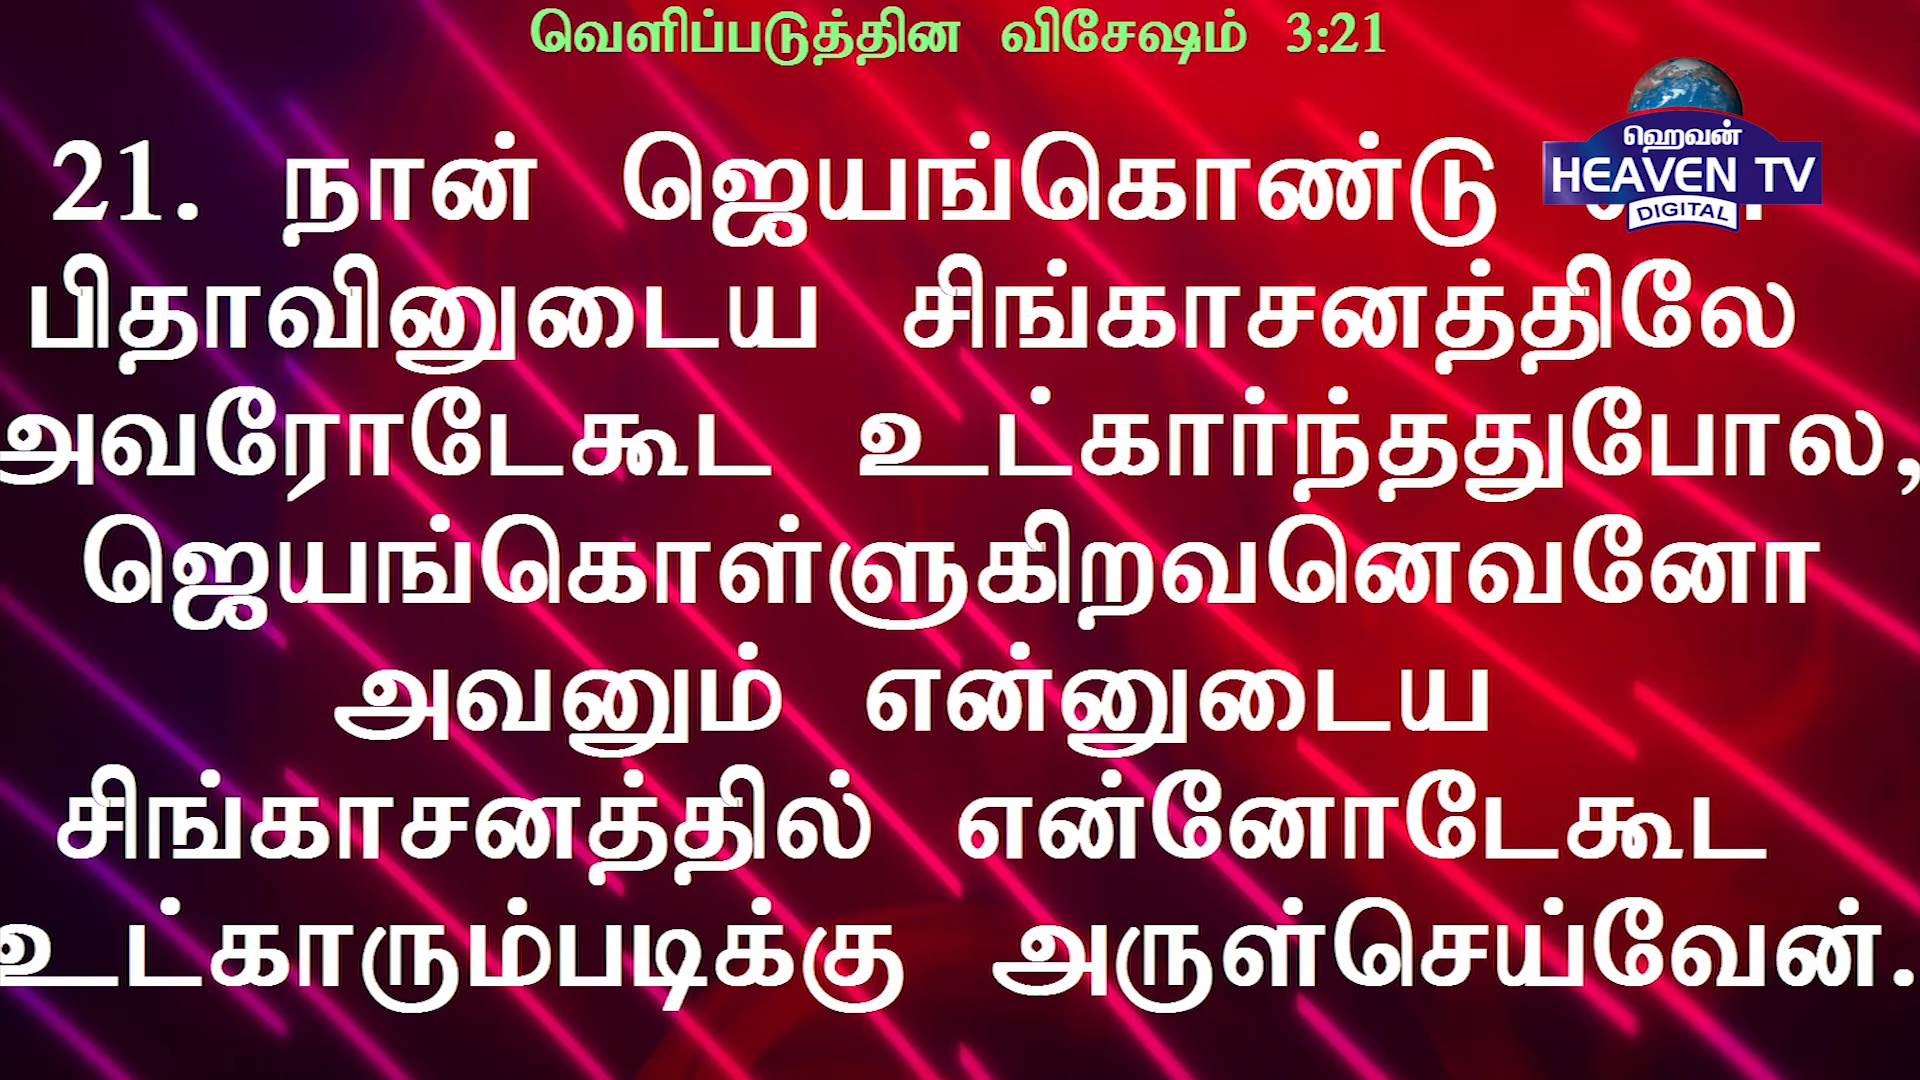 வெளிப்படுத்தின விசேஷம் 3:21
ஹெவன்
HEAVEN TV
DIGITAL
21. நான் ஜெயங்கொண்டு
பிதாவினுடைய சிங்காசனத்திலே
அவரோடேகூட உட்கார்ந்ததுபோல,
ஜெயங்கொள்ளுகிறவனெவனோ
அவனும் என்னுடைய
சிங்காசனத்தில் என்னோடேகூட
உட்காரும்படிக்கு அருள்செய்வேன்.